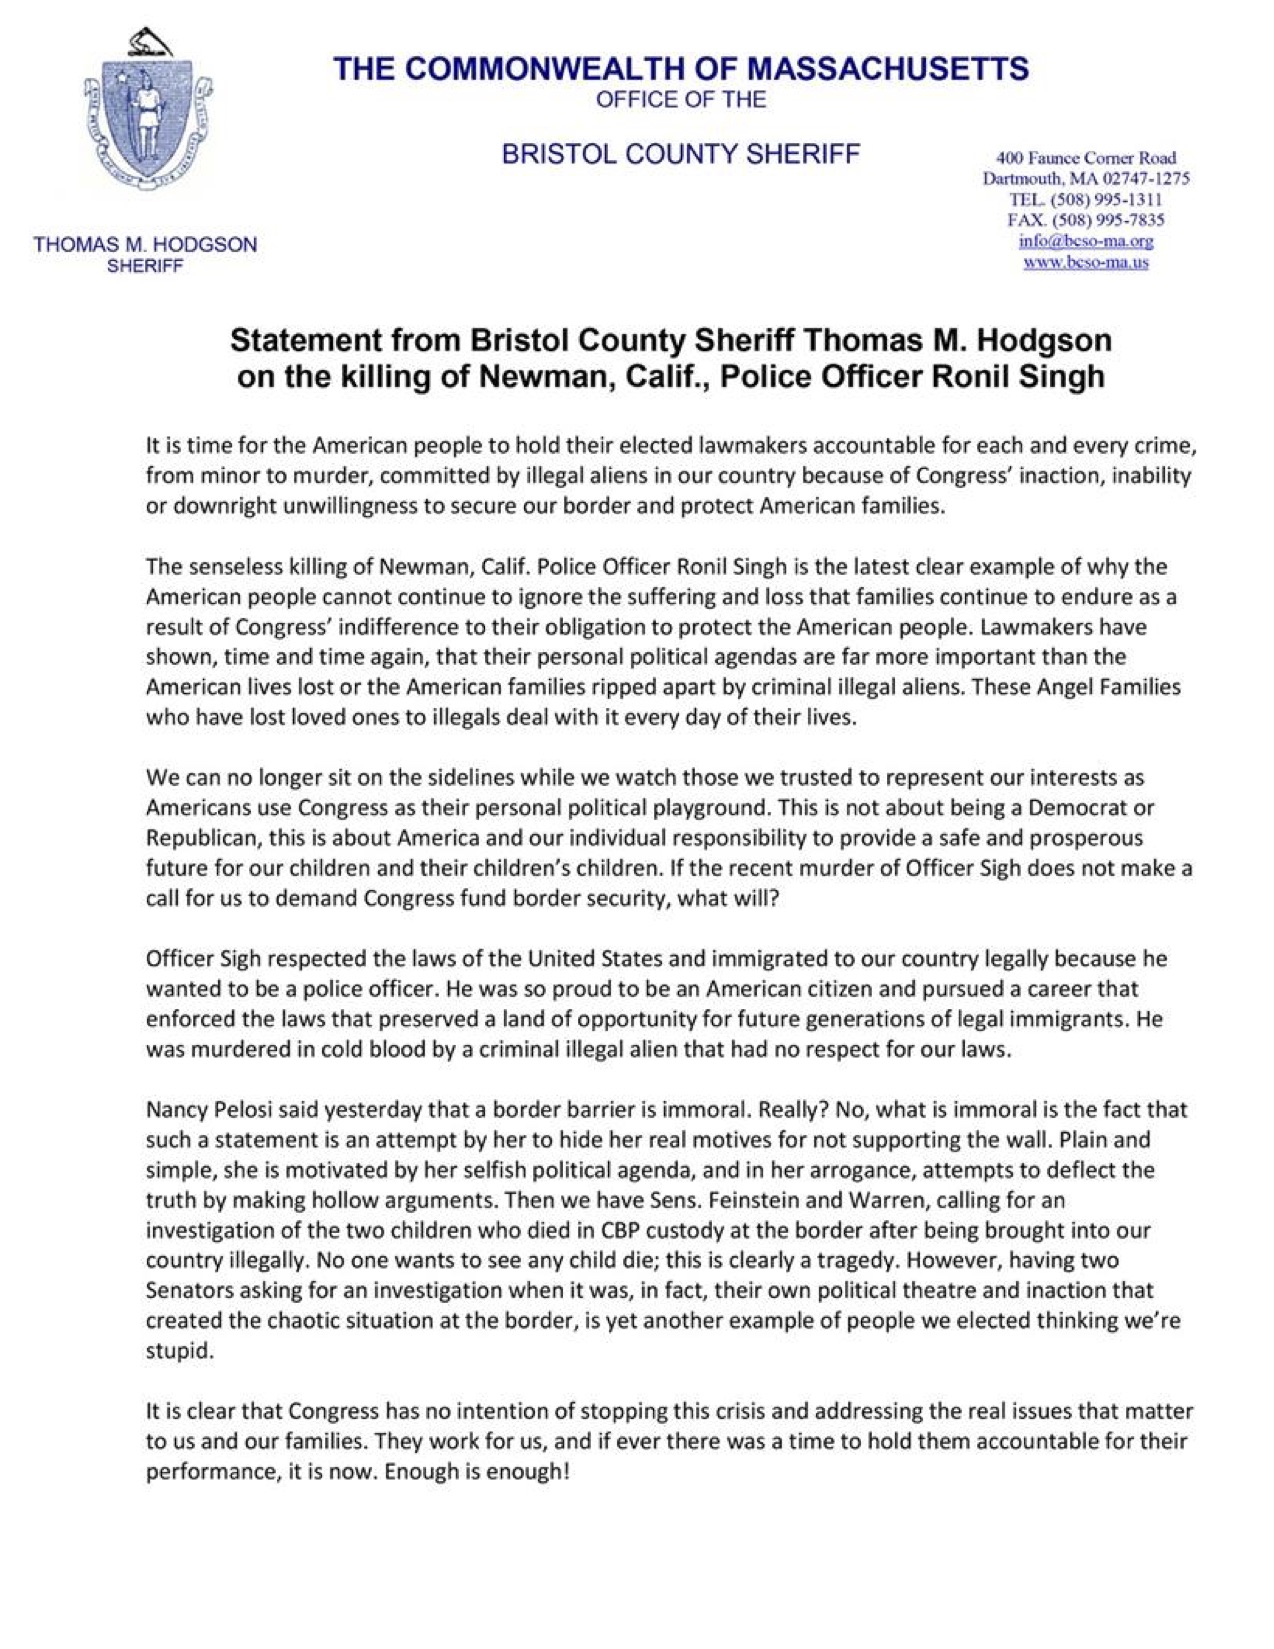 THE COMMONWEALTH OF MASSACHUSETTS
OFFICE OF THE
BRISTOL COUNTY SHERIFF
400 Faunce Corner Road
Dartmouth, MA 02747-1275
TEL. (508) 995-1311
FAX. (508) 995-7835
info@bcso-ma.org
www.bcso-ma.us
THOMAS M. HODGSON
SHERIFF
Statement from Bristol County Sheriff Thomas M. Hodgson
on the killing of Newman, Calif., Police Officer Ronil Singh
It is time for the American people to hold their elected lawmakers accountable for each and every crime,
from minor to murder, committed by illegal aliens in our country because of Congress’ inaction, inability
or downright unwillingness to secure our border and protect American families.
The senseless killing of Newman, Calif. Police Officer Ronil Singh is the latest clear example of why the
American people cannot continue to ignore the suffering and loss that families continue to endure as a
result of Congress’ indifference to their obligation to protect the American people. Lawmakers have
shown, time and time again, that their personal political agendas are far more important than the
American lives lost or the American families ripped apart by criminal illegal aliens. These Angel Families
who have lost loved ones to illegals deal with it every day of their lives.
We can no longer sit on the sidelines while we watch those we trusted to represent our interests as
Americans use Congress as their personal political playground. This is not about being a Democrat or
Republican, this is about America and our individual responsibility to provide a safe and prosperous
future for our children and their children’s children. If the recent murder of Officer Sigh does not make a
call for us to demand Congress fund border security, what will?
Officer Sigh respected the laws of the United States and immigrated to our country legally because he
wanted to be a police officer. He was so proud to be an American citizen and pursued a career that
enforced the laws that preserved a land of opportunity for future generations of legal immigrants. He
was murdered in cold blood by a criminal illegal alien that had no respect for our laws.
Nancy Pelosi said yesterday that a border barrier is immoral. Really? No, what is immoral is the fact that
such a statement is an attempt by her to hide her real motives for not supporting the wall. Plain and
simple, she is motivated by her selfish political agenda, and in her arrogance, attempts to deflect the
truth by making hollow arguments. Then we have Sens. Feinstein and Warren, calling for an
investigation of the two children who died in CBP custody at the border after being brought into our
country illegally. No one wants to see any child die; this is clearly a tragedy. However, having two
Senators asking for an investigation when it was, in fact, their own political theatre and inaction that
created the chaotic situation at the border, is yet another example of people we elected thinking we’re
stupid.
It is clear that Congress has no intention of stopping this crisis and addressing the real issues that matter
to us and our families. They work for us, and if ever there was a time to hold them accountable for their
performance, it is now. Enough is enough!